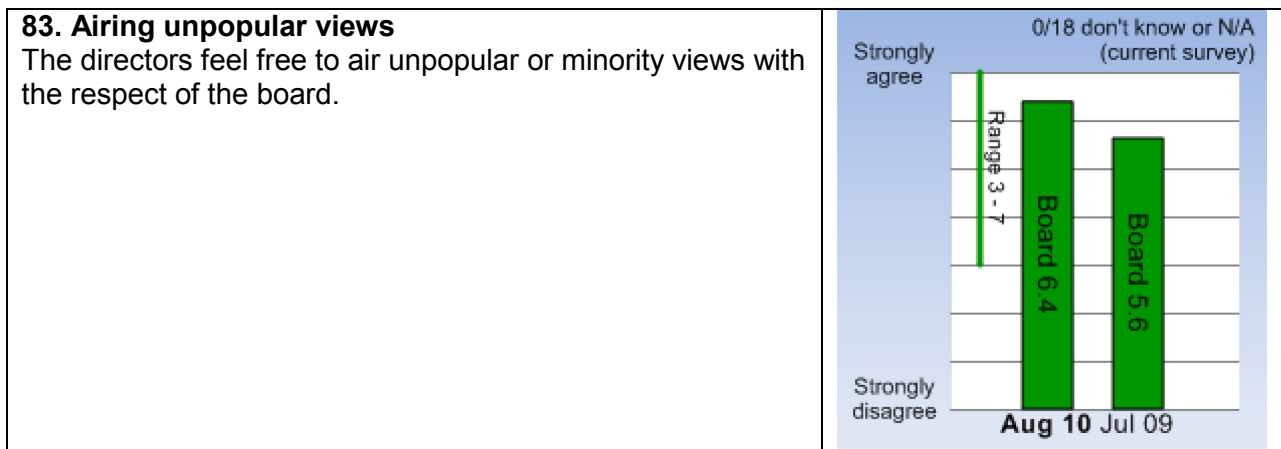 83. Airing unpopular views
The directors feel free to air unpopular or minority views with
the respect of the board.
0/18 don't know or N/A
(current survey)
Strongly
agree
Range 3 - 7
Board 6.4
Board 5.6
Strongly
disagree
Aug 10 Jul 09